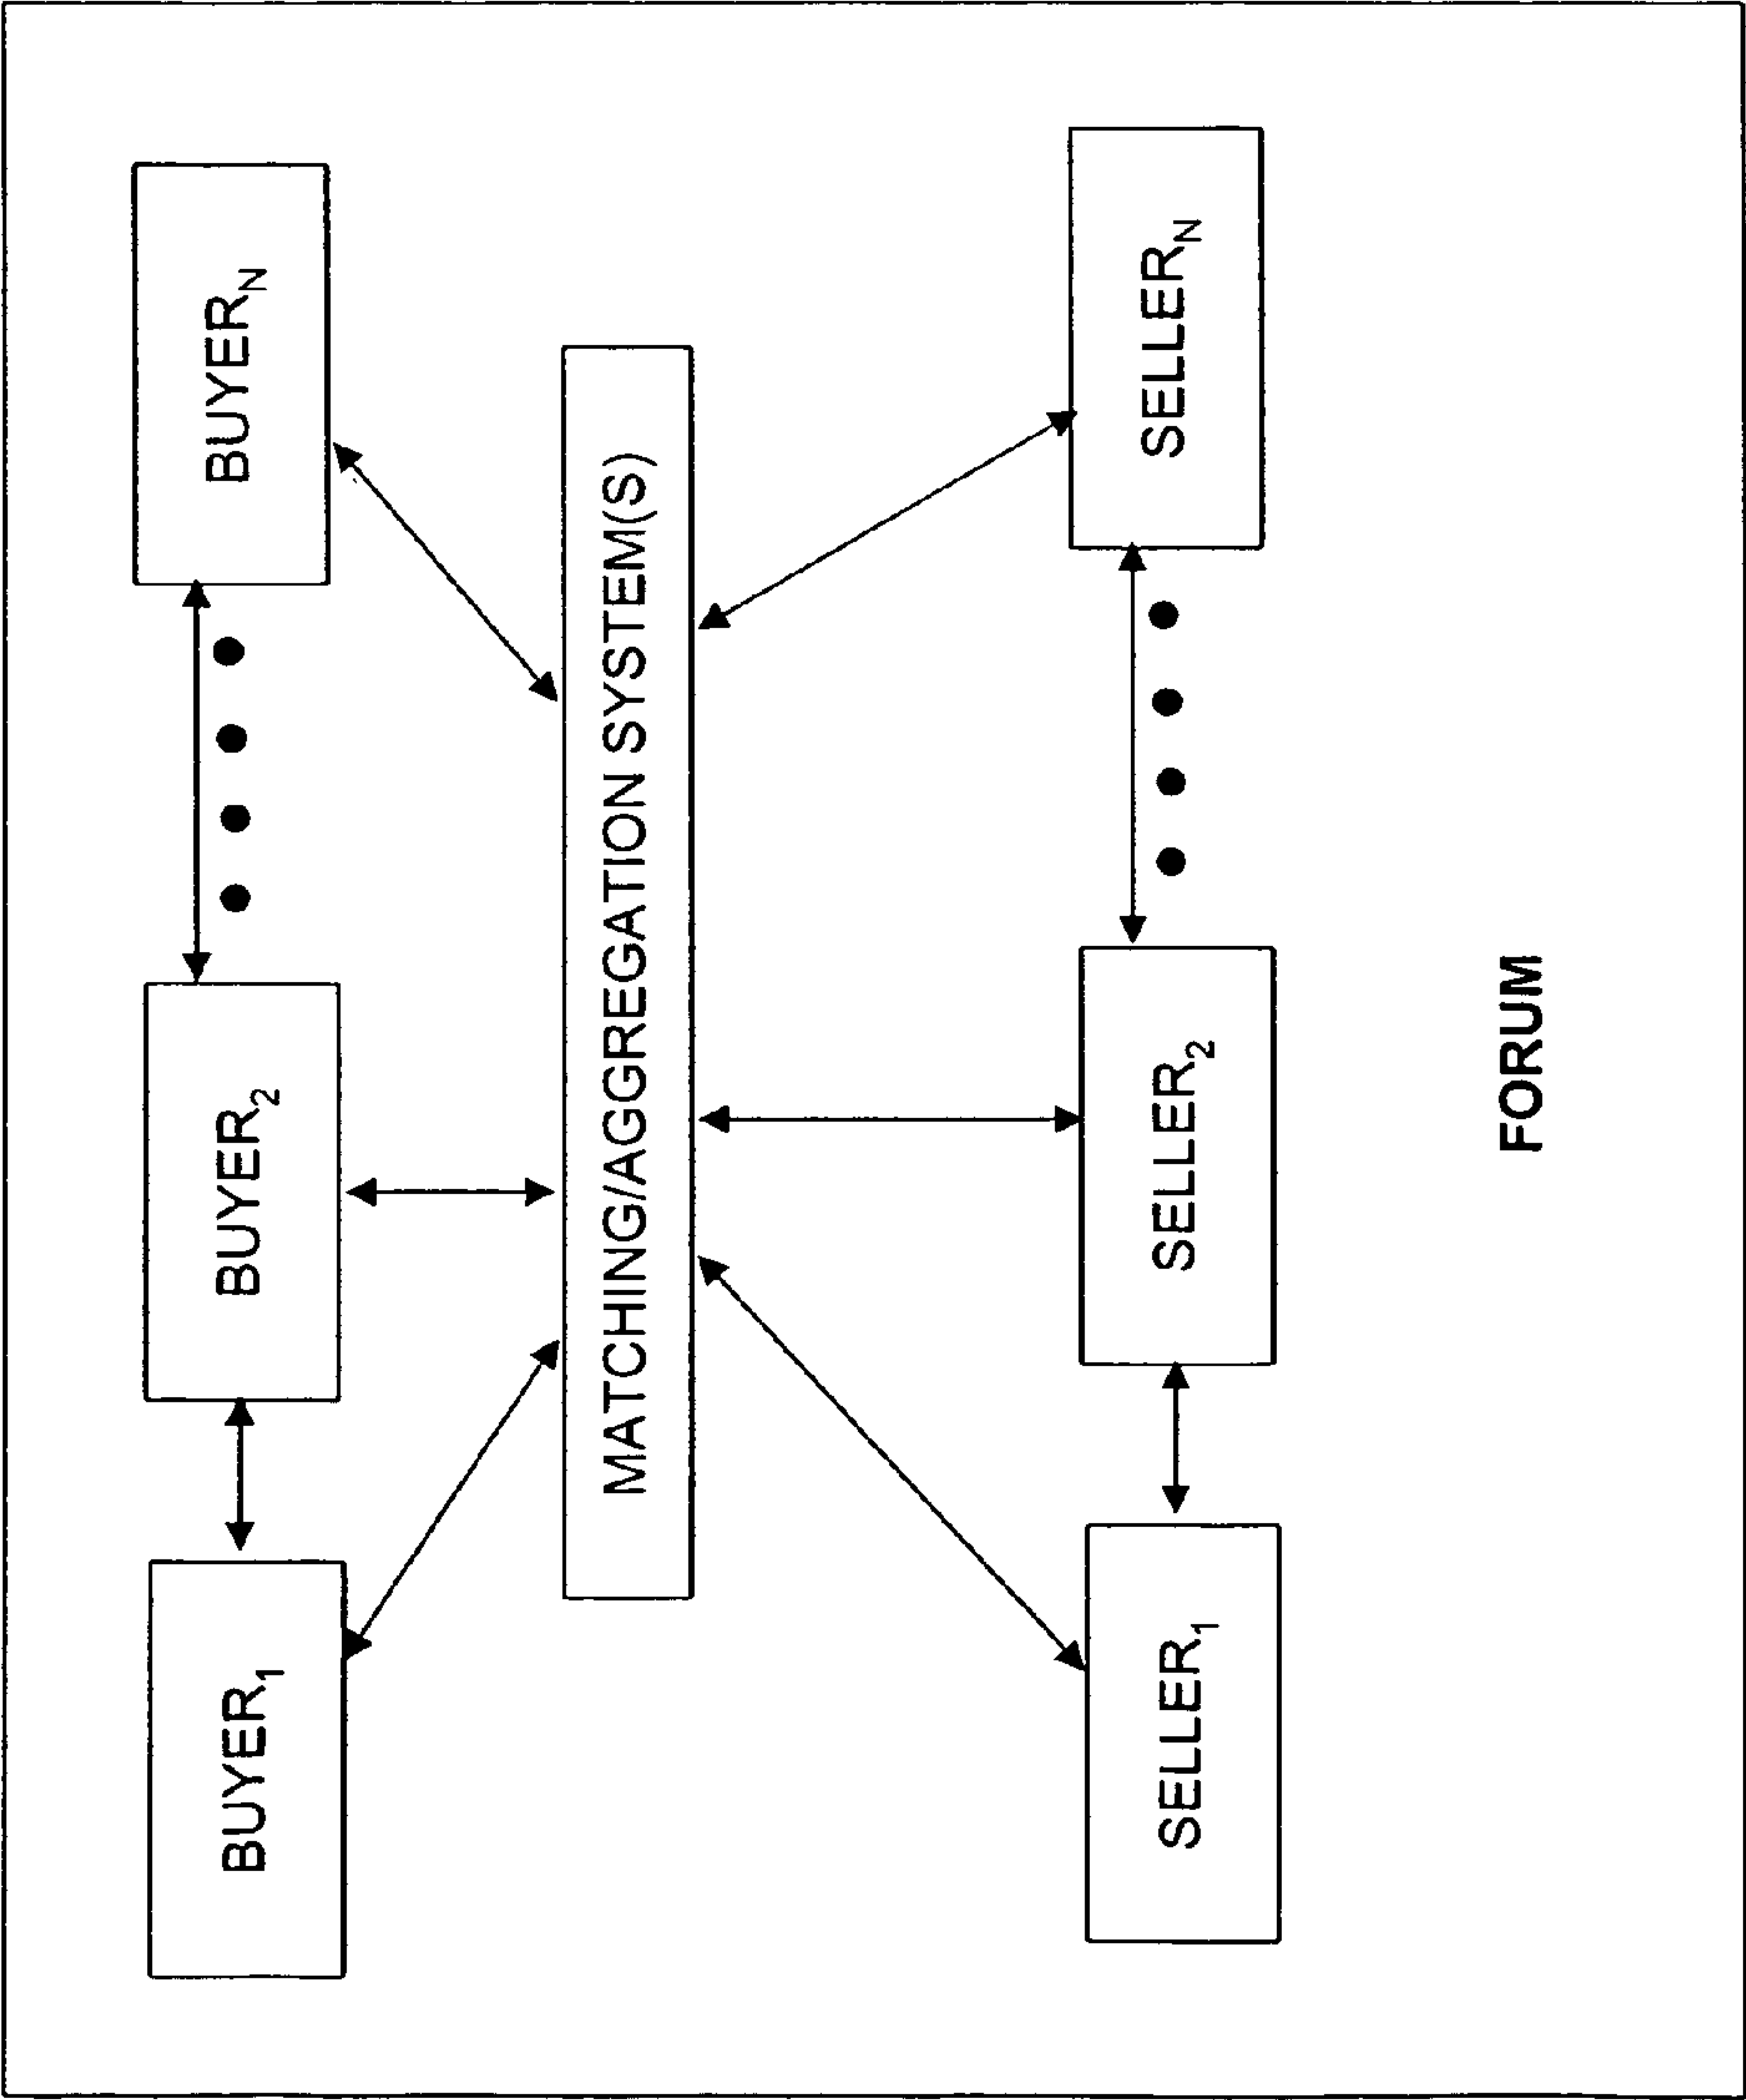 BUYER1
BUYER2
BUYERN
MATCHING/AGGREGATION SYSTEM(S)
SELLER1
SELLER2
SELLERN
FORUM